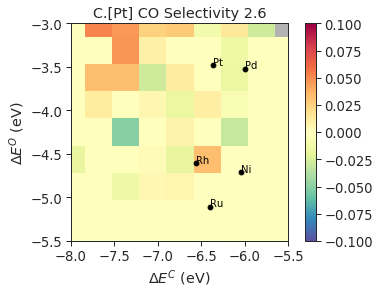 C.[Pt] CO Selectivity 2.6
ΔE^O (eV)
−3.0
−3.5
−4.0
−4.5
−5.0
−5.5
Pt
Pd
Rh
Ni
Ru
−8.0 −7.5 −7.0 −6.5 −6.0 −5.5
ΔE^C (eV)
0.100
0.075
0.050
0.025
0.000
−0.025
−0.050
−0.075
−0.100